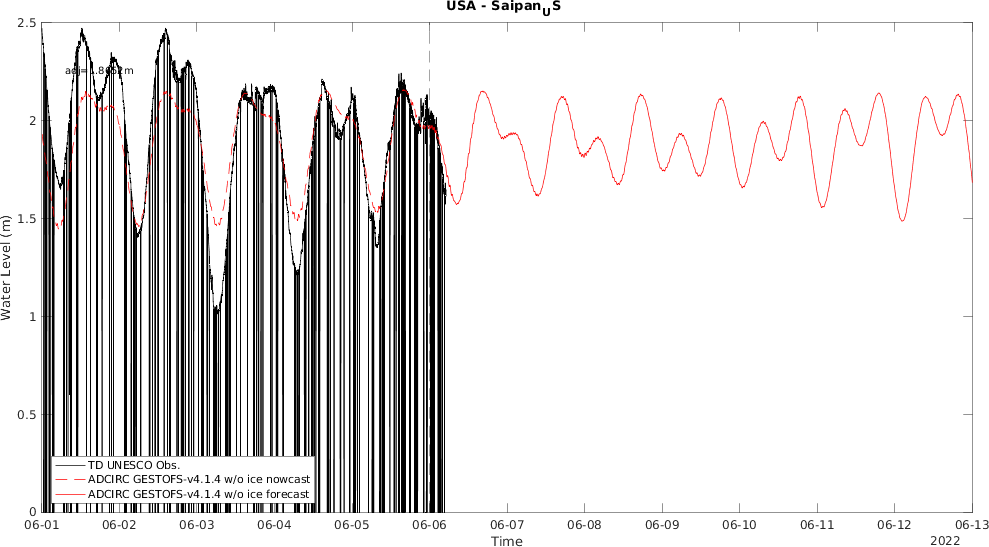 USA - SaipanUS
2.5
2
1.5
1
0.5
0
Water Level (m)
TD UNESCO Obs.
ADCIRC GESTOFS-v4.1.4 w/o ice nowcast
ADCIRC GESTOFS-v4.1.4 w/o ice forecast
06-01 06-02 06-03 06-04 06-05 06-06 06-07 06-08 06-09 06-10 06-11 06-12 06-13
Time
2022